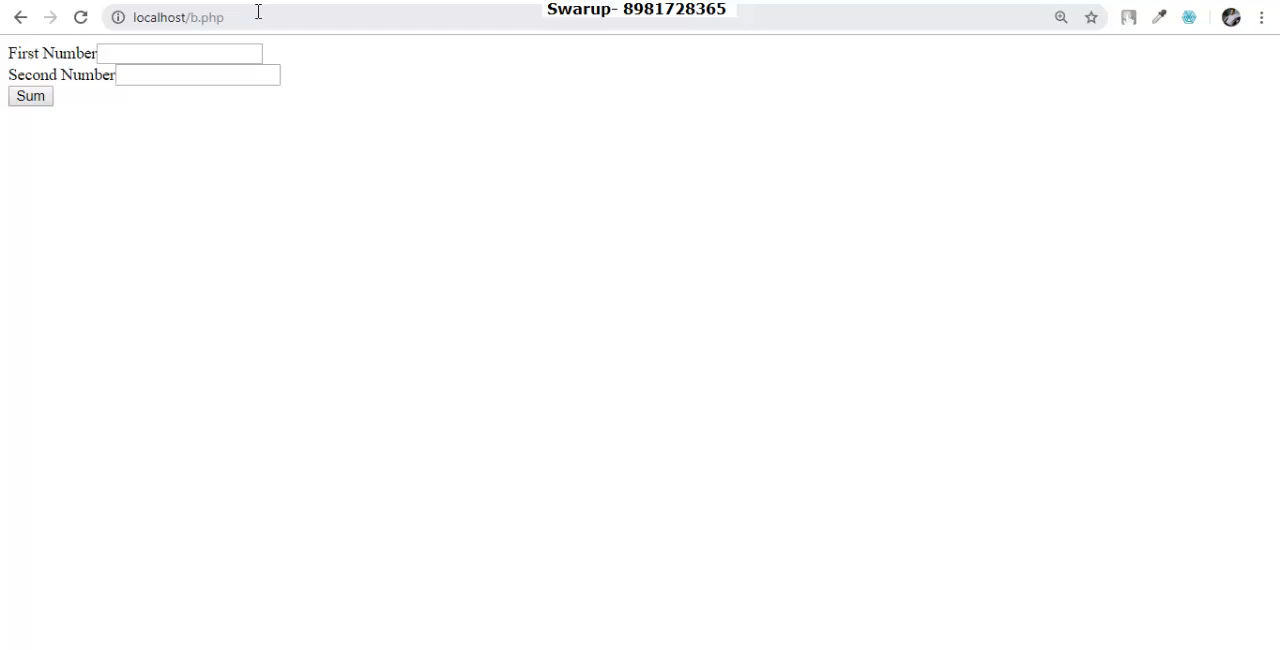 Swarup- 8981728365
localhost/b.php
First Number
Second Number
Sum